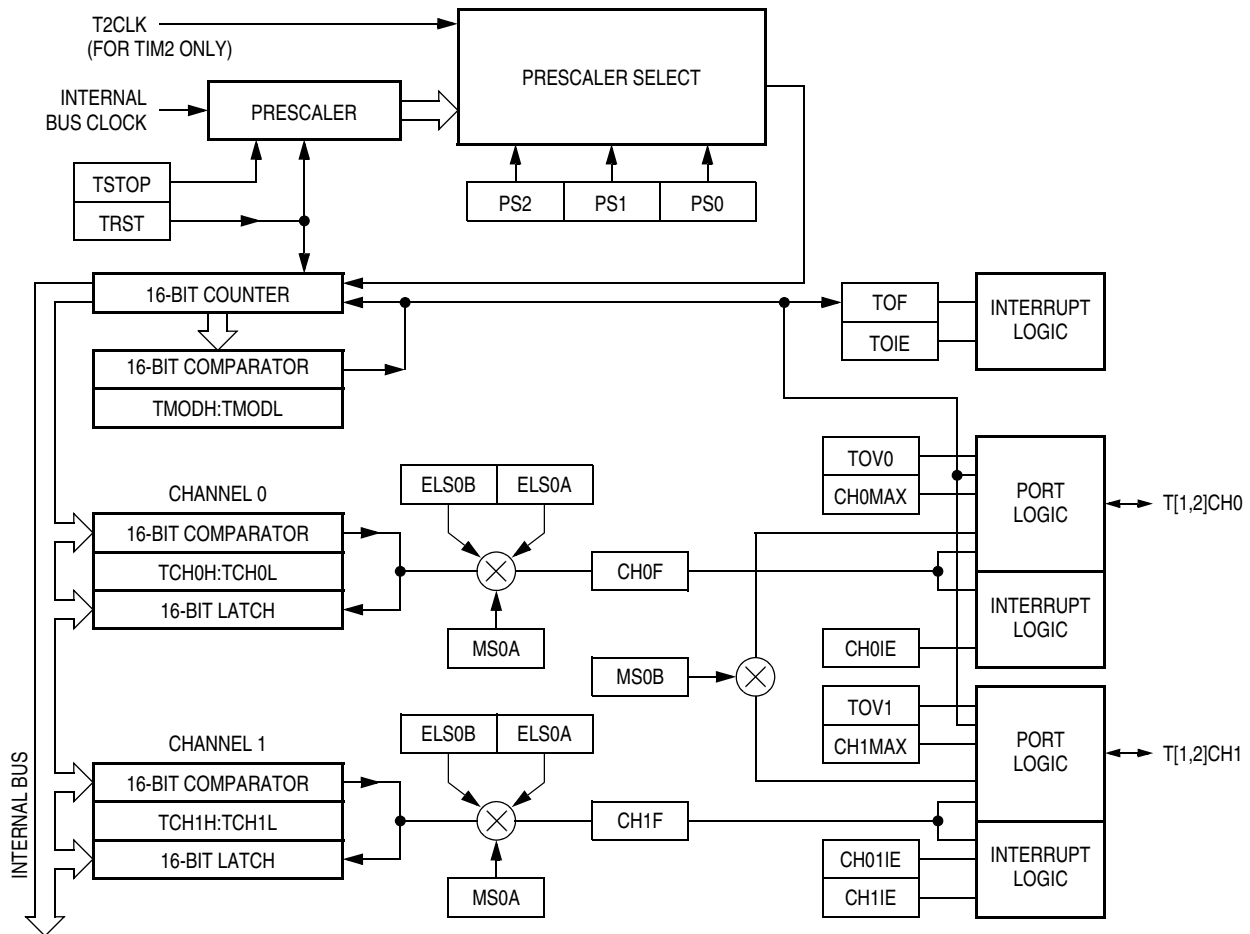 T2CLK
(FOR TIM2 ONLY)
PRESCALER SELECT
INTERNAL
BUS CLOCK
PRESCALER
TSTOP
TRST
PS2
PS1
PS0
16-BIT COUNTER
16-BIT COMPARATOR
TMODH:TMODL
TOF
TOIE
INTERRUPT
LOGIC
CHANNEL 0
16-BIT COMPARATOR
TCH0H:TCH0L
16-BIT LATCH
ELS0B
ELS0A
MS0A
CH0F
TOV0
CH0MAX
PORT
LOGIC
T[1,2]CH0
INTERRUPT
LOGIC
CH0IE
MS0B
CHANNEL 1
16-BIT COMPARATOR
TCH1H:TCH1L
16-BIT LATCH
ELS0B
ELS0A
MS0A
CH1F
TOV1
CH1MAX
PORT
LOGIC
T[1,2]CH1
CH01IE
CH1IE
INTERRUPT
LOGIC
INTERNAL BUS